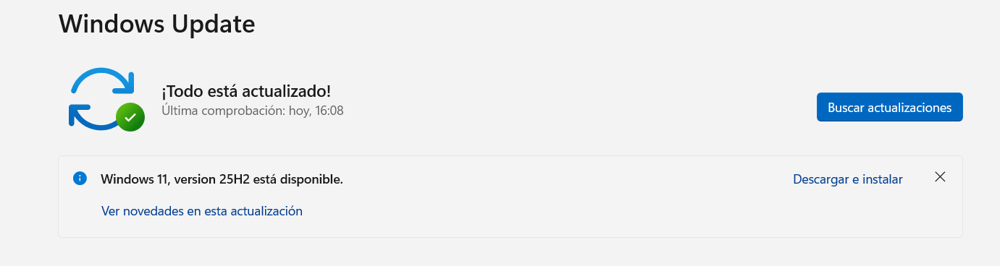 Windows Update
¡Todo está actualizado!
Última comprobación: hoy, 16:08
Buscar actualizaciones
Windows 11, version 25H2 está disponible.
Descargar e instalar
Ver novedades en esta actualización